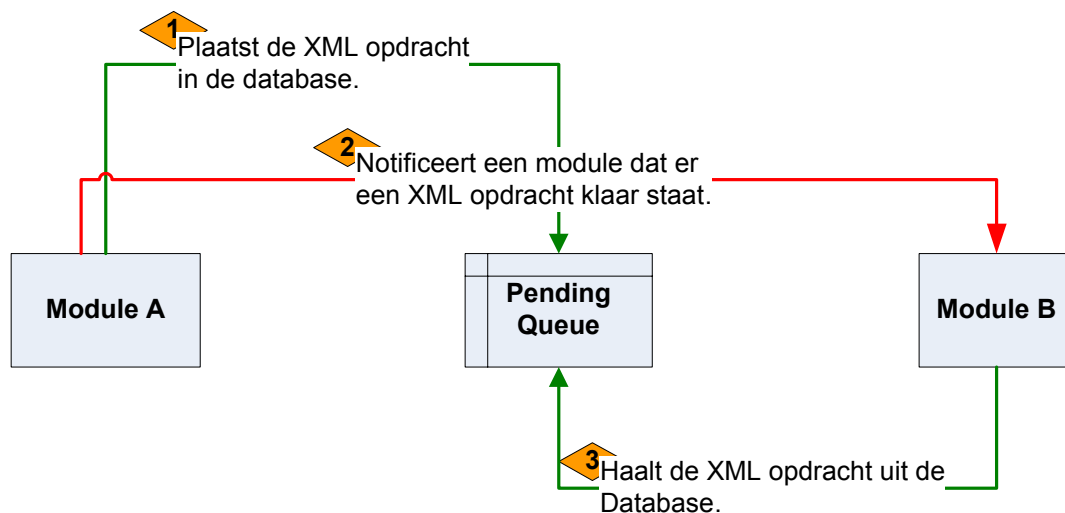 1
Plaatst de XML opdracht
in de database.
2
Notificeert een module dat er
een XML opdracht klaar staat.
Module A
Pending
Queue
Module B
3
Haalt de XML opdracht uit de
Database.